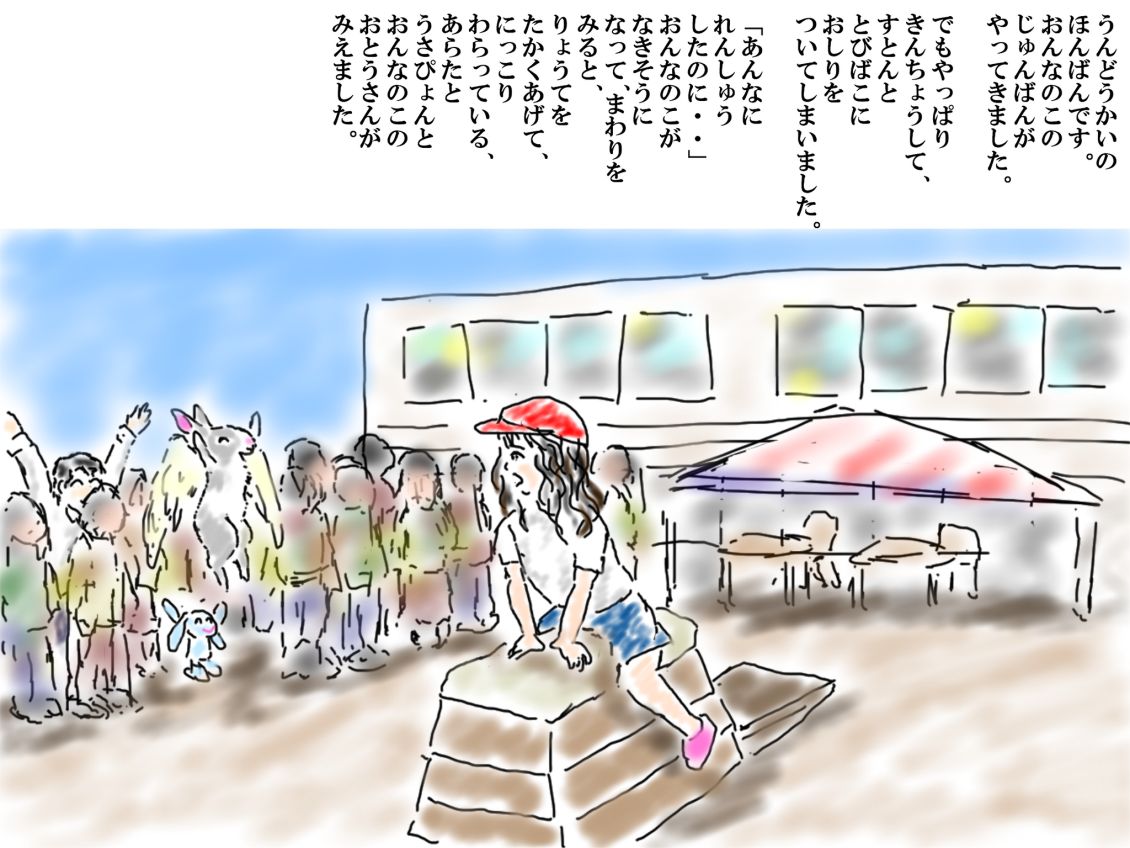 うんどうかいの
ほんばんです。
おんなのこの
じゅんばんが
やってきました。
でもやっぱり
きんちょうして、
すとんと
とびばこに
おしりを
ついてしまいました。
「あんなに
れんしゅう
したのに・・」
おんなのこが
なきそうに
なって、まわりを
みると、
りょうてを
たかくあげて、
にっこり
わらっている、
あらたと
うさぴょんと
おんなのこの
おとうさんが
みえました。